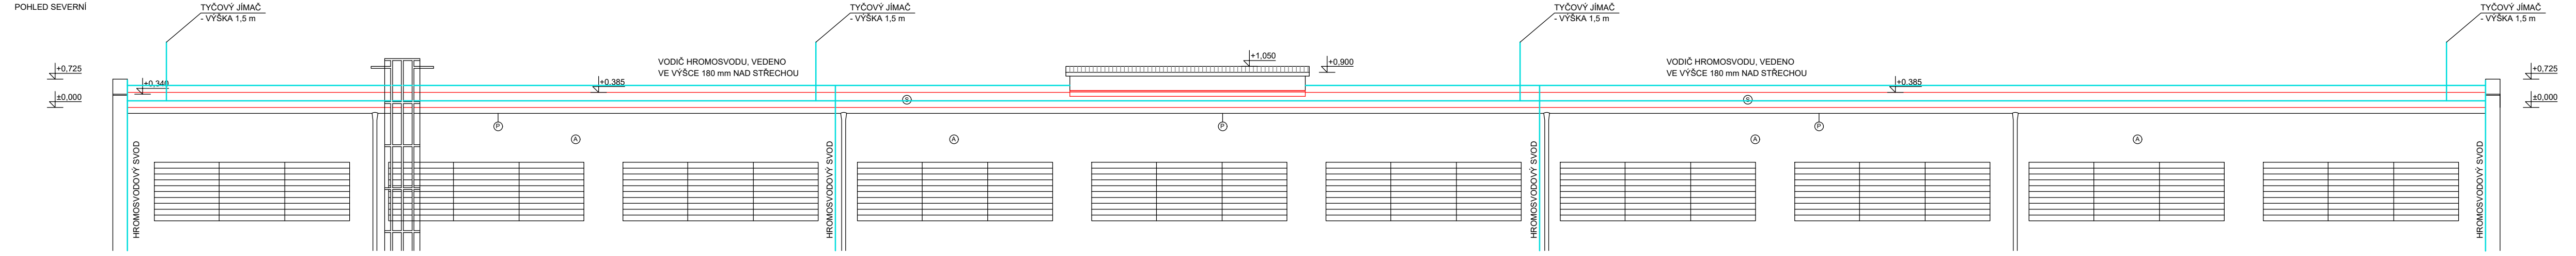 POHLED SEVERNÍ
TYČOVÝ JÍMAČ
- VÝŠKA 1,5 m
TYČOVÝ JÍMAČ
- VÝŠKA 1,5 m
TYČOVÝ JÍMAČ
- VÝŠKA 1,5 m
TYČOVÝ JÍMAČ
- VÝŠKA 1,5 m
+0,725
+0,340
±0,000
VODIČ HROMOSVODU, VEDENO
VE VÝŠCE 180 mm NAD STŘECHOU
+0.385
+1,050
+0,900
VODIČ HROMOSVODU, VEDENO
VE VÝŠCE 180 mm NAD STŘECHOU
+0.385
+0,725
±0,000
S
S
P
P
P
A
A
A
A
HROMOSVODOVÝ SVOD
HROMOSVODOVÝ SVOD
HROMOSVODOVÝ SVOD
HROMOSVODOVÝ SVOD